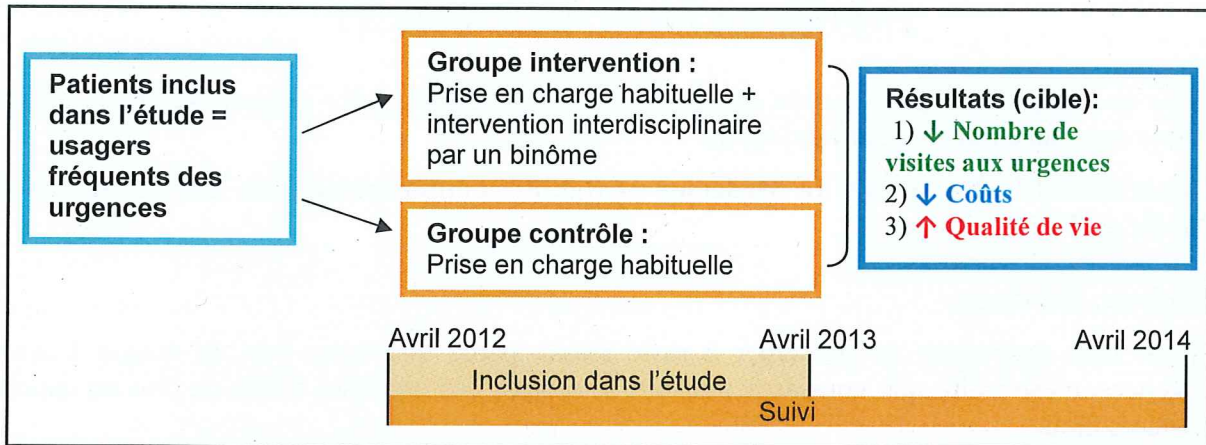 Patients inclus
dans l'étude =
usagers
fréquents des
urgences
Groupe intervention :
Prise en charge habituelle +
intervention interdisciplinaire
par un binôme
Groupe contrôle :
Prise en charge habituelle
Résultats (cible):
1) ↓ Nombre de
visites aux urgences
2) ↓ Coûts
3) ↑ Qualité de vie
Avril 2012
Avril 2013
Avril 2014
Inclusion dans l'étude
Suivi